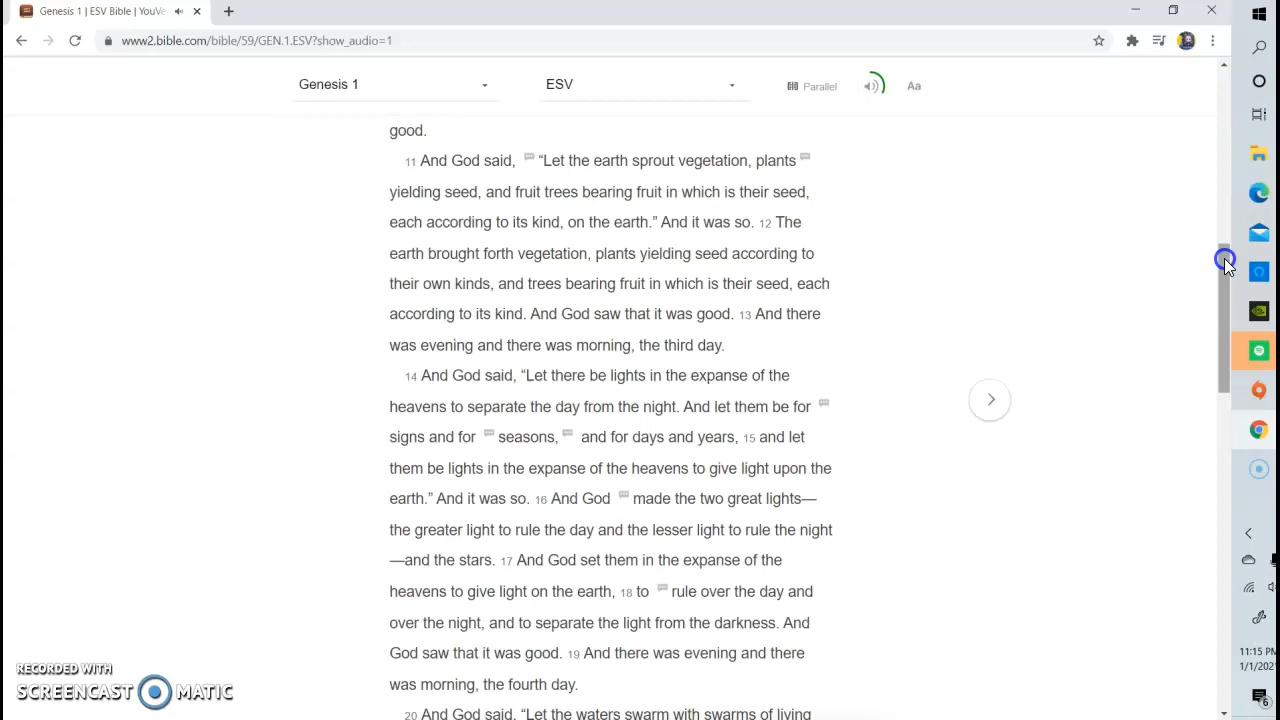 Genesis 1 | ESV Bible | YouVe
www2.bible.com/bible/59/GEN.1.ESV?show_audio=1
Genesis 1 ESV Parallel Aa
good.
11 And God said, “Let the earth sprout vegetation, plants
yielding seed, and fruit trees bearing fruit in which is their seed,
each according to its kind, on the earth.” And it was so. 12 The
earth brought forth vegetation, plants yielding seed according to
their own kinds, and trees bearing fruit in which is their seed, each
according to its kind. And God saw that it was good. 13 And there
was evening and there was morning, the third day.
14 And God said, “Let there be lights in the expanse of the
heavens to separate the day from the night. And let them be for
signs and for seasons, and for days and years, 15 and let
them be lights in the expanse of the heavens to give light upon the
earth.” And it was so. 16 And God made the two great lights—
the greater light to rule the day and the lesser light to rule the night
—and the stars. 17 And God set them in the expanse of the
heavens to give light on the earth, 18 to rule over the day and
over the night, and to separate the light from the darkness. And
God saw that it was good. 19 And there was evening and there
was morning, the fourth day.
20 And God said, “Let the waters swarm with swarms of living
RECORDED WITH
SCREENCAST MATIC
11:15 PM
1/1/202
6